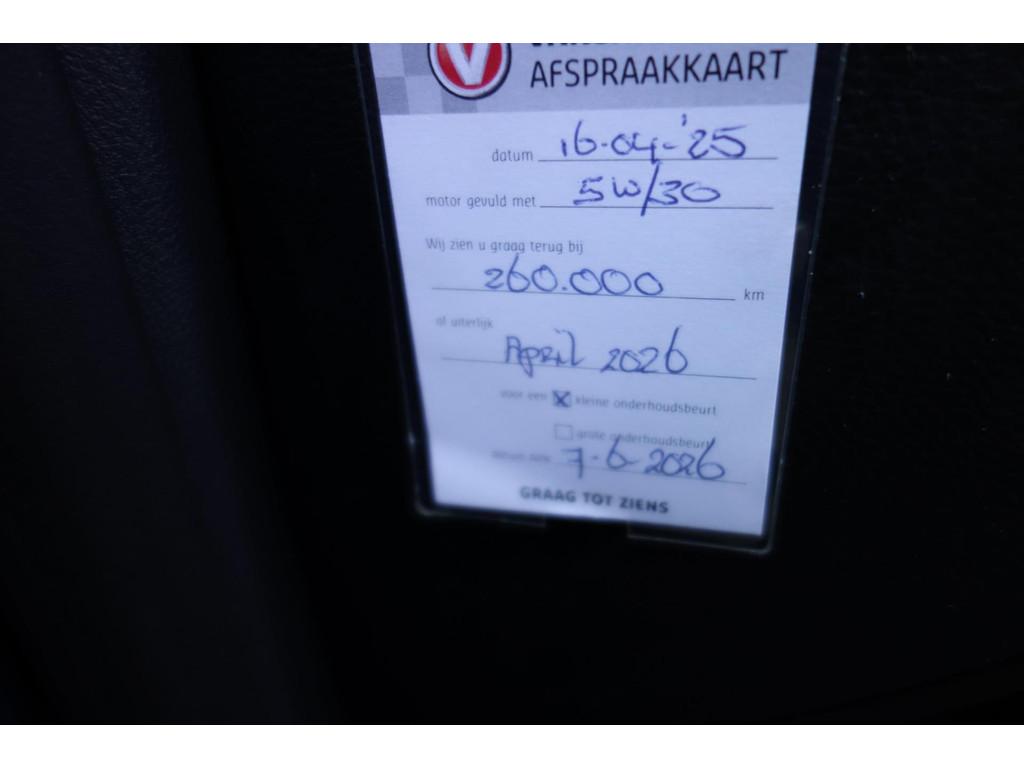 V
AFSPRAAKKAART
datum 16-04-'25
motor gevuld met 5W/30
Wij zien u graag terug bij
260.000 km
of uiterlijk
April 2026
voor een X kleine onderhoudsbeurt
grote onderhoudsbeurt
datum 7-6-2026
GRAAG TOT ZIENS